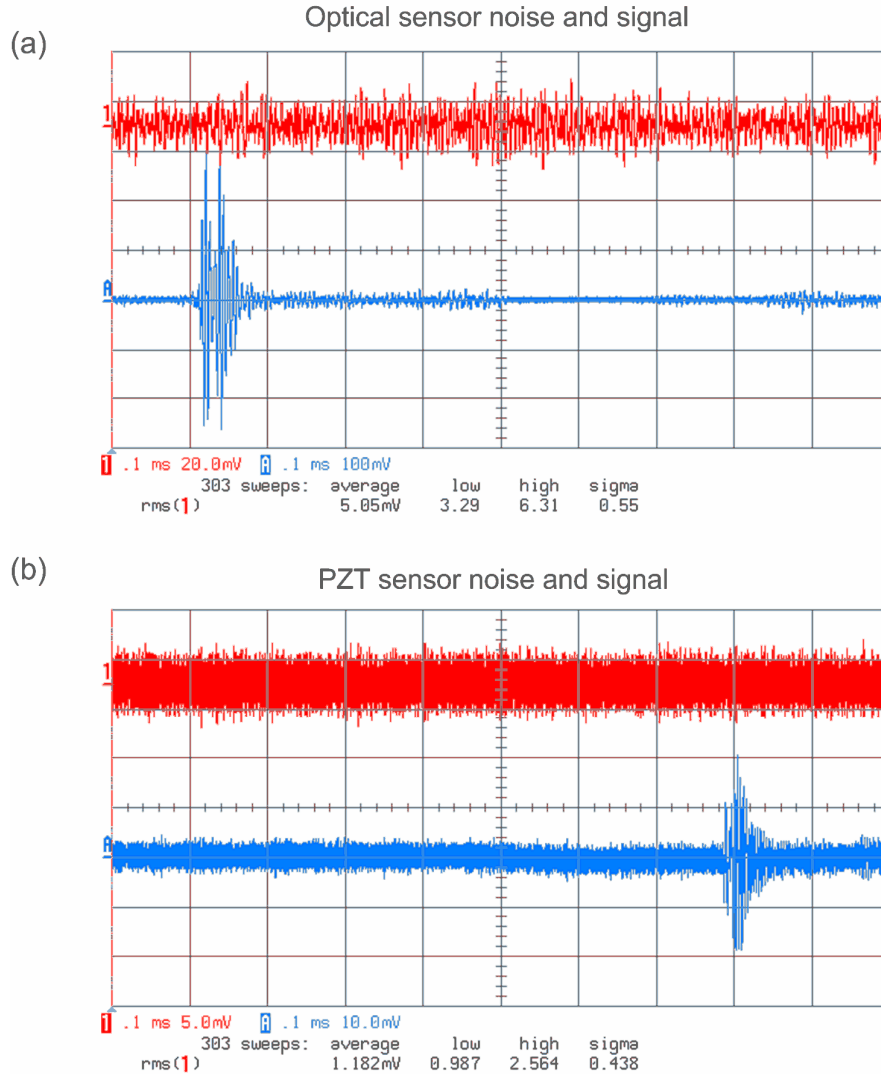 Optical sensor noise and signal
(a)
1
A
1 .1 ms 20.0mV A .1 ms 100mV
303 sweeps: average low high sigma
rms(1) 5.05mV 3.29 6.31 0.55
(b)
PZT sensor noise and signal
1
A
1 .1 ms 5.0mV A .1 ms 10.0mV
303 sweeps: average low high sigma
rms(1) 1.182mV 0.987 2.564 0.438